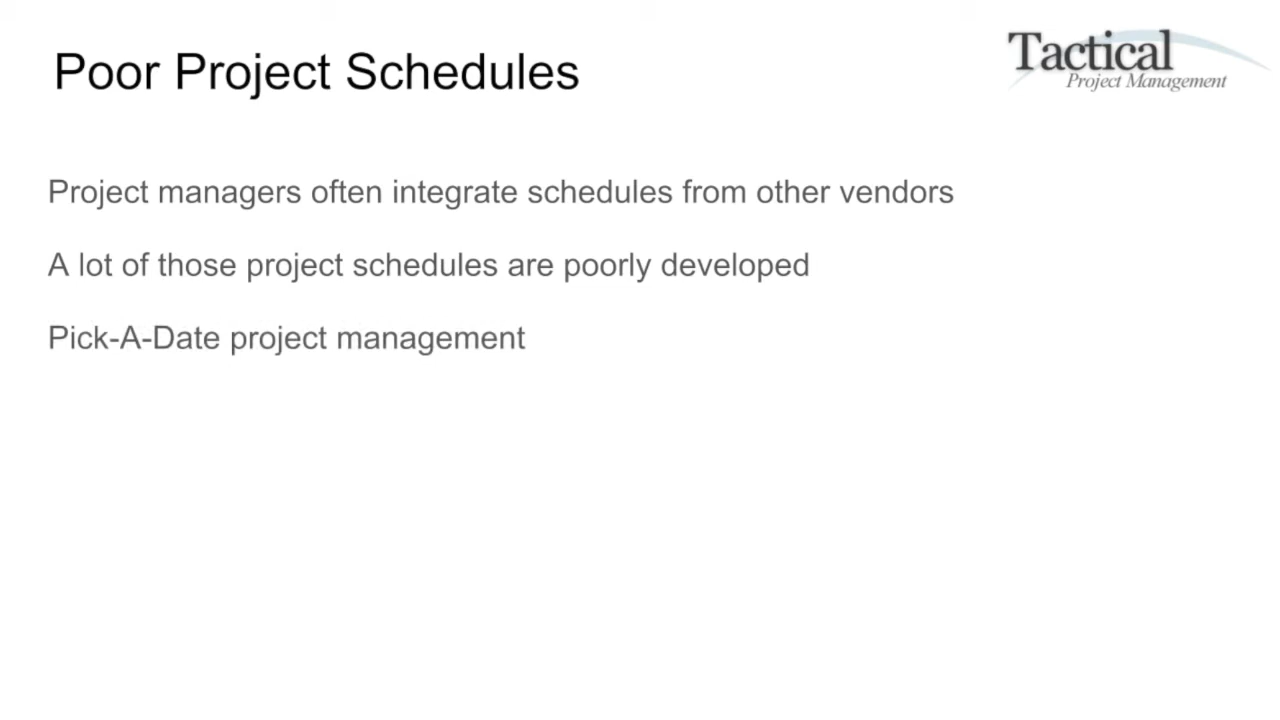 Poor Project Schedules
Tactical
Project Management
Project managers often integrate schedules from other vendors
A lot of those project schedules are poorly developed
Pick-A-Date project management